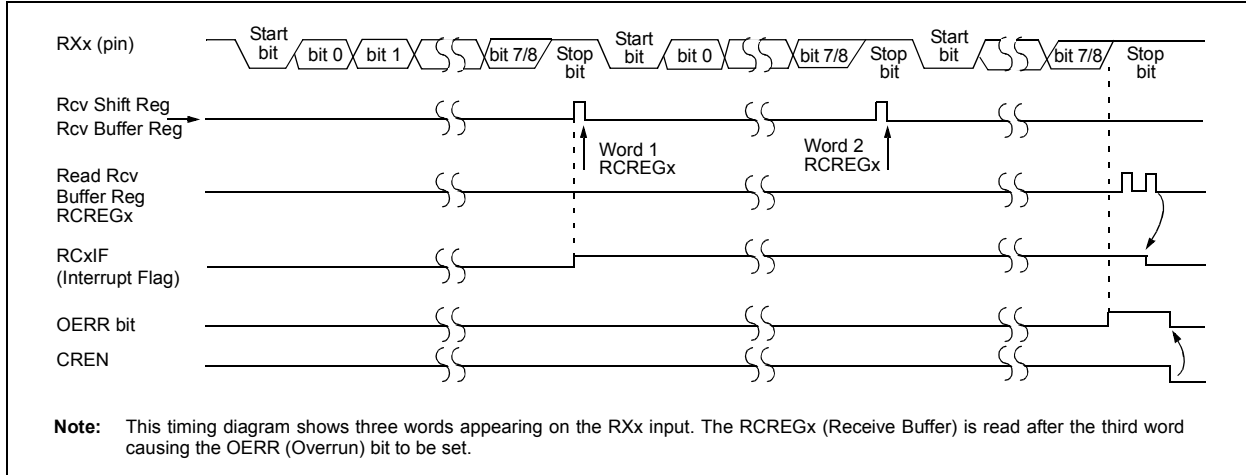 RXx (pin)
Start bit
bit 0
bit 1
bit 7/8
Stop bit
Start bit
bit 0
bit 7/8
Stop bit
Start bit
bit 7/8
Stop bit
Rcv Shift Reg
Rcv Buffer Reg
Word 1
RCREGx
Word 2
RCREGx
Read Rcv
Buffer Reg
RCREGx
RCxIF
(Interrupt Flag)
OERR bit
CREN
Note: This timing diagram shows three words appearing on the RXx input. The RCREGx (Receive Buffer) is read after the third word
causing the OERR (Overrun) bit to be set.